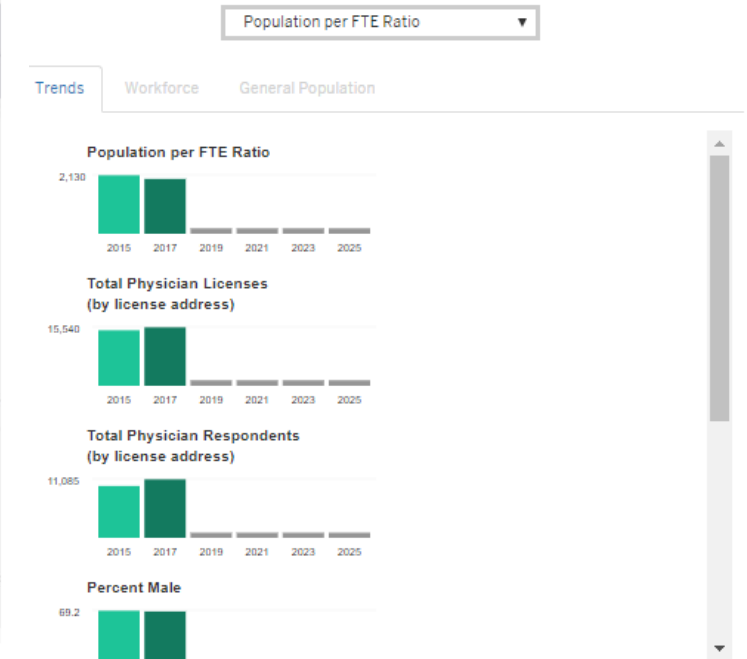 Population per FTE Ratio ▼
Trends Workforce General Population
Population per FTE Ratio
2,130
2015 2017 2019 2021 2023 2025
Total Physician Licenses
(by license address)
15,540
2015 2017 2019 2021 2023 2025
Total Physician Respondents
(by license address)
11,085
2015 2017 2019 2021 2023 2025
Percent Male
69.2